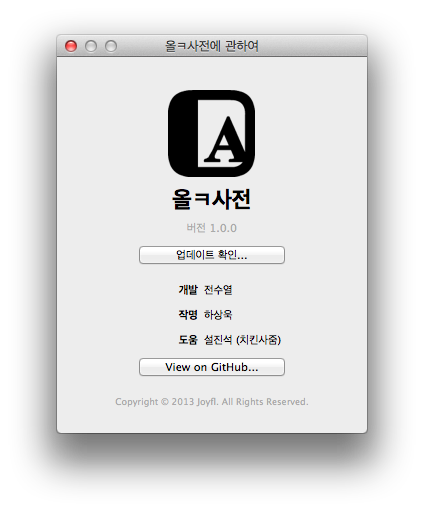 올ㅋ사전에 관하여
A
올ㅋ사전
버전 1.0.0
업데이트 확인...
개발 전수열
작명 하상욱
도움 설진석 (치킨사줌)
View on GitHub...
Copyright © 2013 Joyfl. All Rights Reserved.